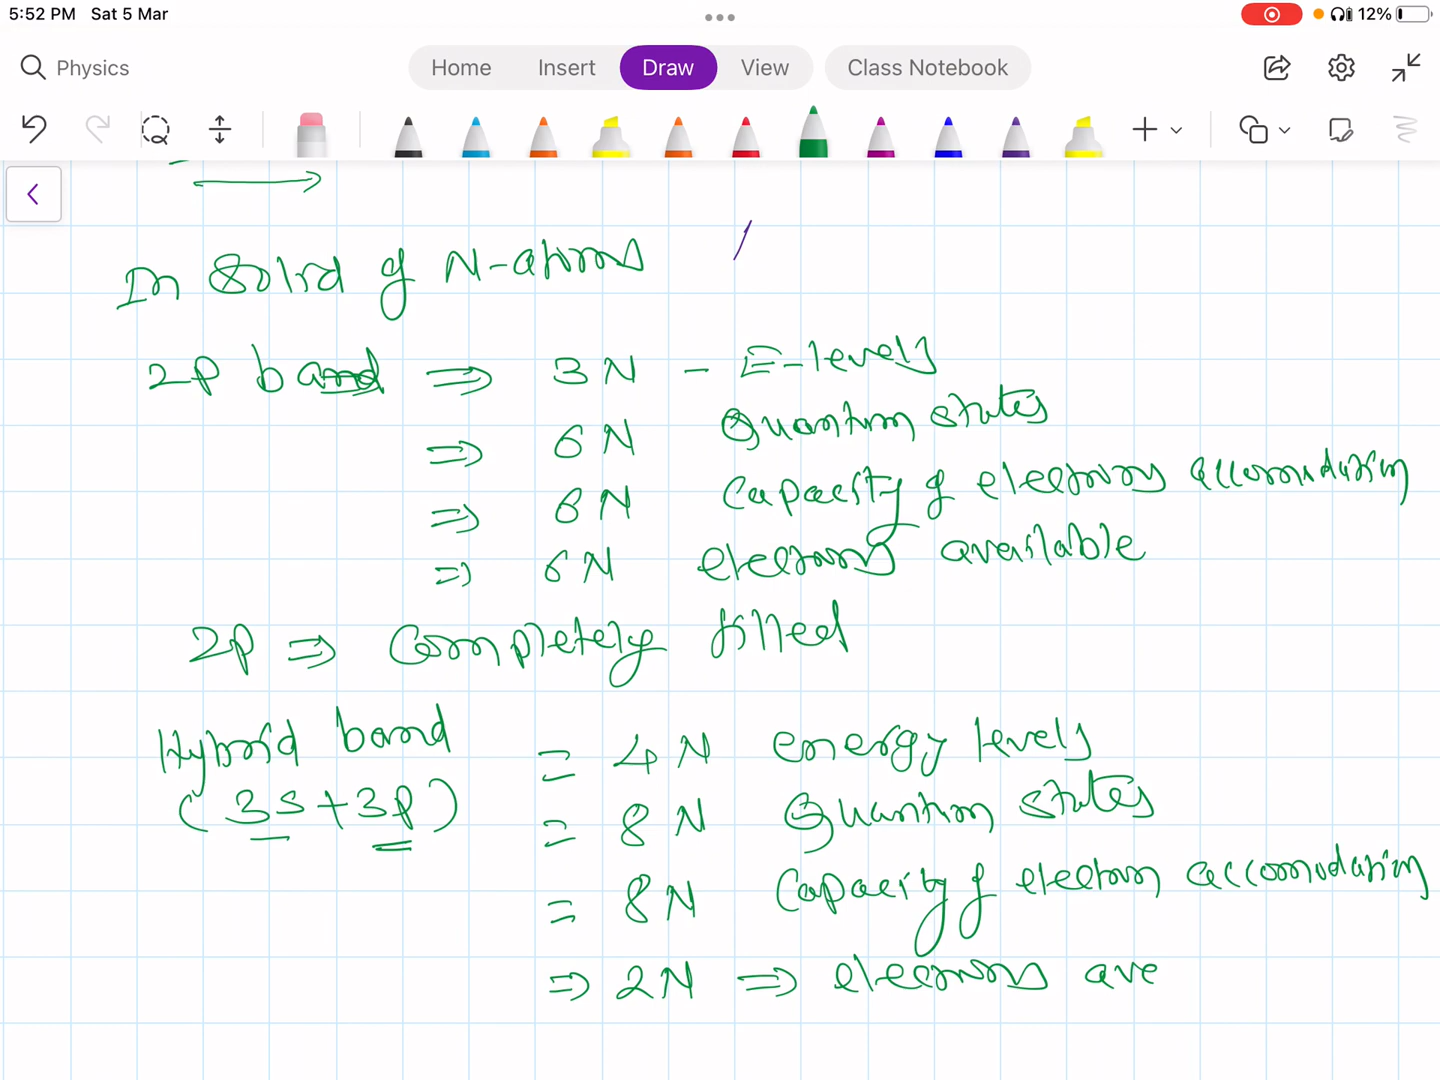 5:52 PM Sat 5 Mar 12%
Physics Home Insert Draw View Class Notebook
In Solid of N-atoms
2P band ⇒ 3N - E-levels
⇒ 6N Quantum states
⇒ 6N Capacity of electrons accomodation
⇒ 6N electrons available
2p ⇒ Completely filled
Hybrid band = 4N energy levels
(3s+3p) = 8N Quantum states
= 8N Capacity of electron accomodation
⇒ 2N ⇒ electrons ave